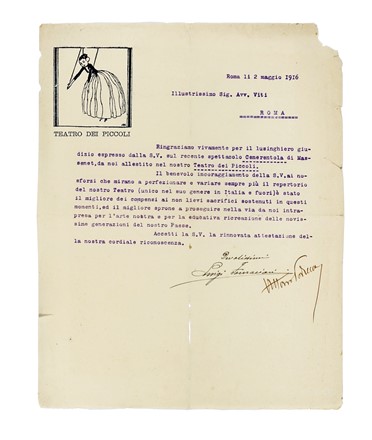 Roma li 2 maggio 1916
Illustrissimo Sig. Avv. Viti
ROMA
TEATRO DEI PICCOLI
Ringraziamo vivamente per il lusinghiero giu-
dizio espresso dalla S.V. sul recente spettacolo Cenerentola di Mas-
senet, da noi allestito nel nostro Teatro dei Piccoli.
Il benevolo incoraggiamento della S.V. ai no-
sforzi che mirano a perfezionare e variare sempre più il repertorio
del nostro Teatro (unico nel suo genere in Italia e fuori) è stato
il migliore dei compensi ai non lievi sacrifici sostenuti in questi
momenti, ed il migliore sprone a proseguire nella via da noi intra-
presa per l'arte nostra e per la educativa ricreazione delle novis-
sime generazioni del nostro Paese.
Accetti la S.V. la rinnovata attestazione del-
la nostra cordiale riconoscenza.
Luigi